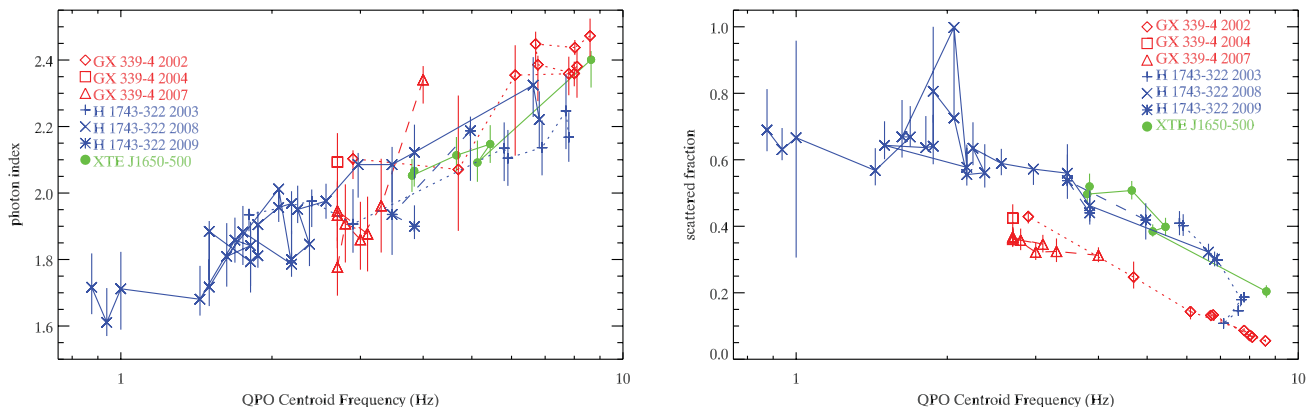 2.4
2.2
2.0
1.8
1.6
photon index
GX 339-4 2002
GX 339-4 2004
GX 339-4 2007
H 1743-322 2003
H 1743-322 2008
H 1743-322 2009
XTE J1650-500
1
10
QPO Centroid Frequency (Hz)
1.0
0.8
0.6
0.4
0.2
0.0
scattered fraction
GX 339-4 2002
GX 339-4 2004
GX 339-4 2007
H 1743-322 2003
H 1743-322 2008
H 1743-322 2009
XTE J1650-500
1
10
QPO Centroid Frequency (Hz)